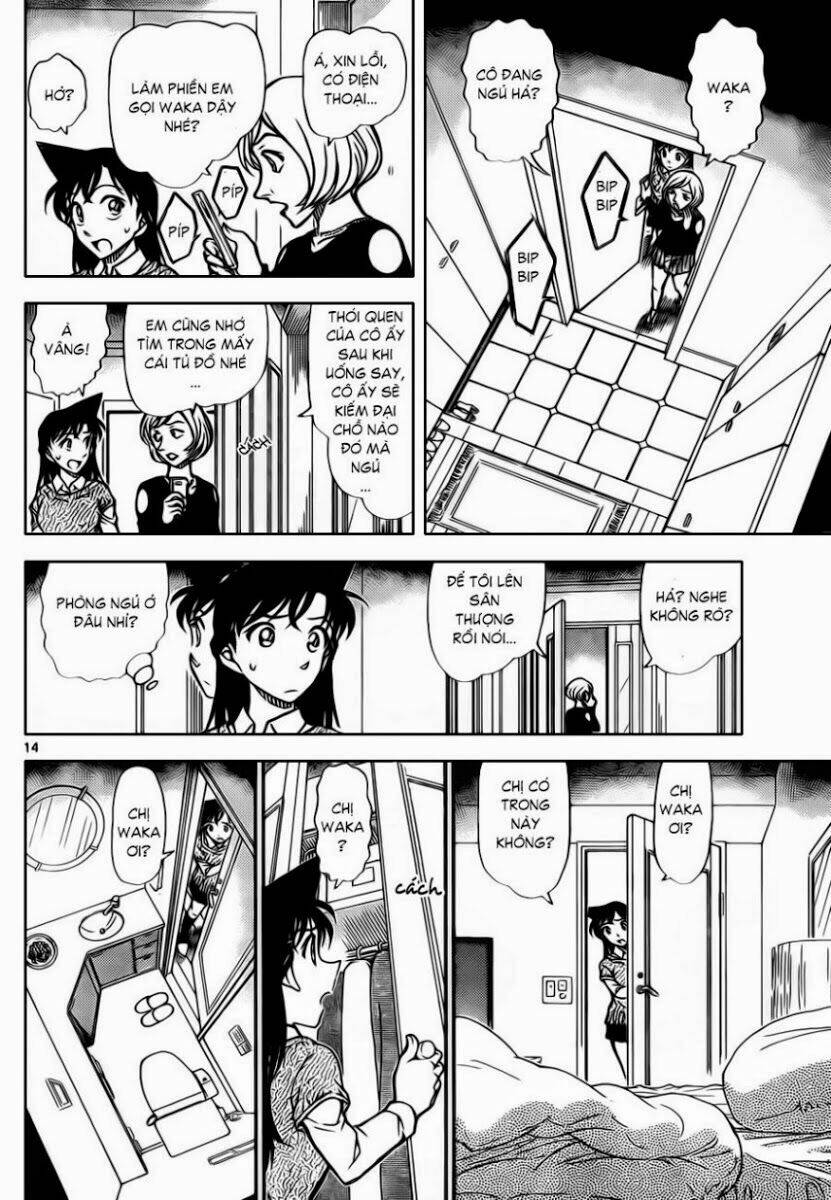 WAKA
?
CÔ ĐANG
NGỦ HẢ?
BIP
BIP
BIP
BIP
Á, XIN LỖI,
CÓ ĐIỆN
THOẠI...
LÀM PHIỀN EM
GỌI WAKA DẬY
NHÉ?
HỞ?
PÍP
PÍP
THÓI QUEN
CỦA CÔ ẤY
SAU KHI
UỐNG SAY,
CÔ ẤY SẼ
KIẾM ĐẠI
CHỖ NÀO
ĐÓ MÀ
NGỦ
...
EM CŨNG NHỚ
TÌM TRONG MẤY
CÁI TỦ ĐỒ NHÉ
...
CÁCH
À
VÂNG!
HẢ? NGHE
KHÔNG RÕ?
ĐỂ TÔI LÊN
SÂN
THƯỢNG
RỒI NÓI...
PHÒNG NGỦ Ở
ĐÂU NHỈ?
14
CHỊ
WAKA
ƠI?
CHỊ CÓ
TRONG
NÀY
KHÔNG?
CHỊ
WAKA
?
cách
CHỊ
WAKA
ƠI?